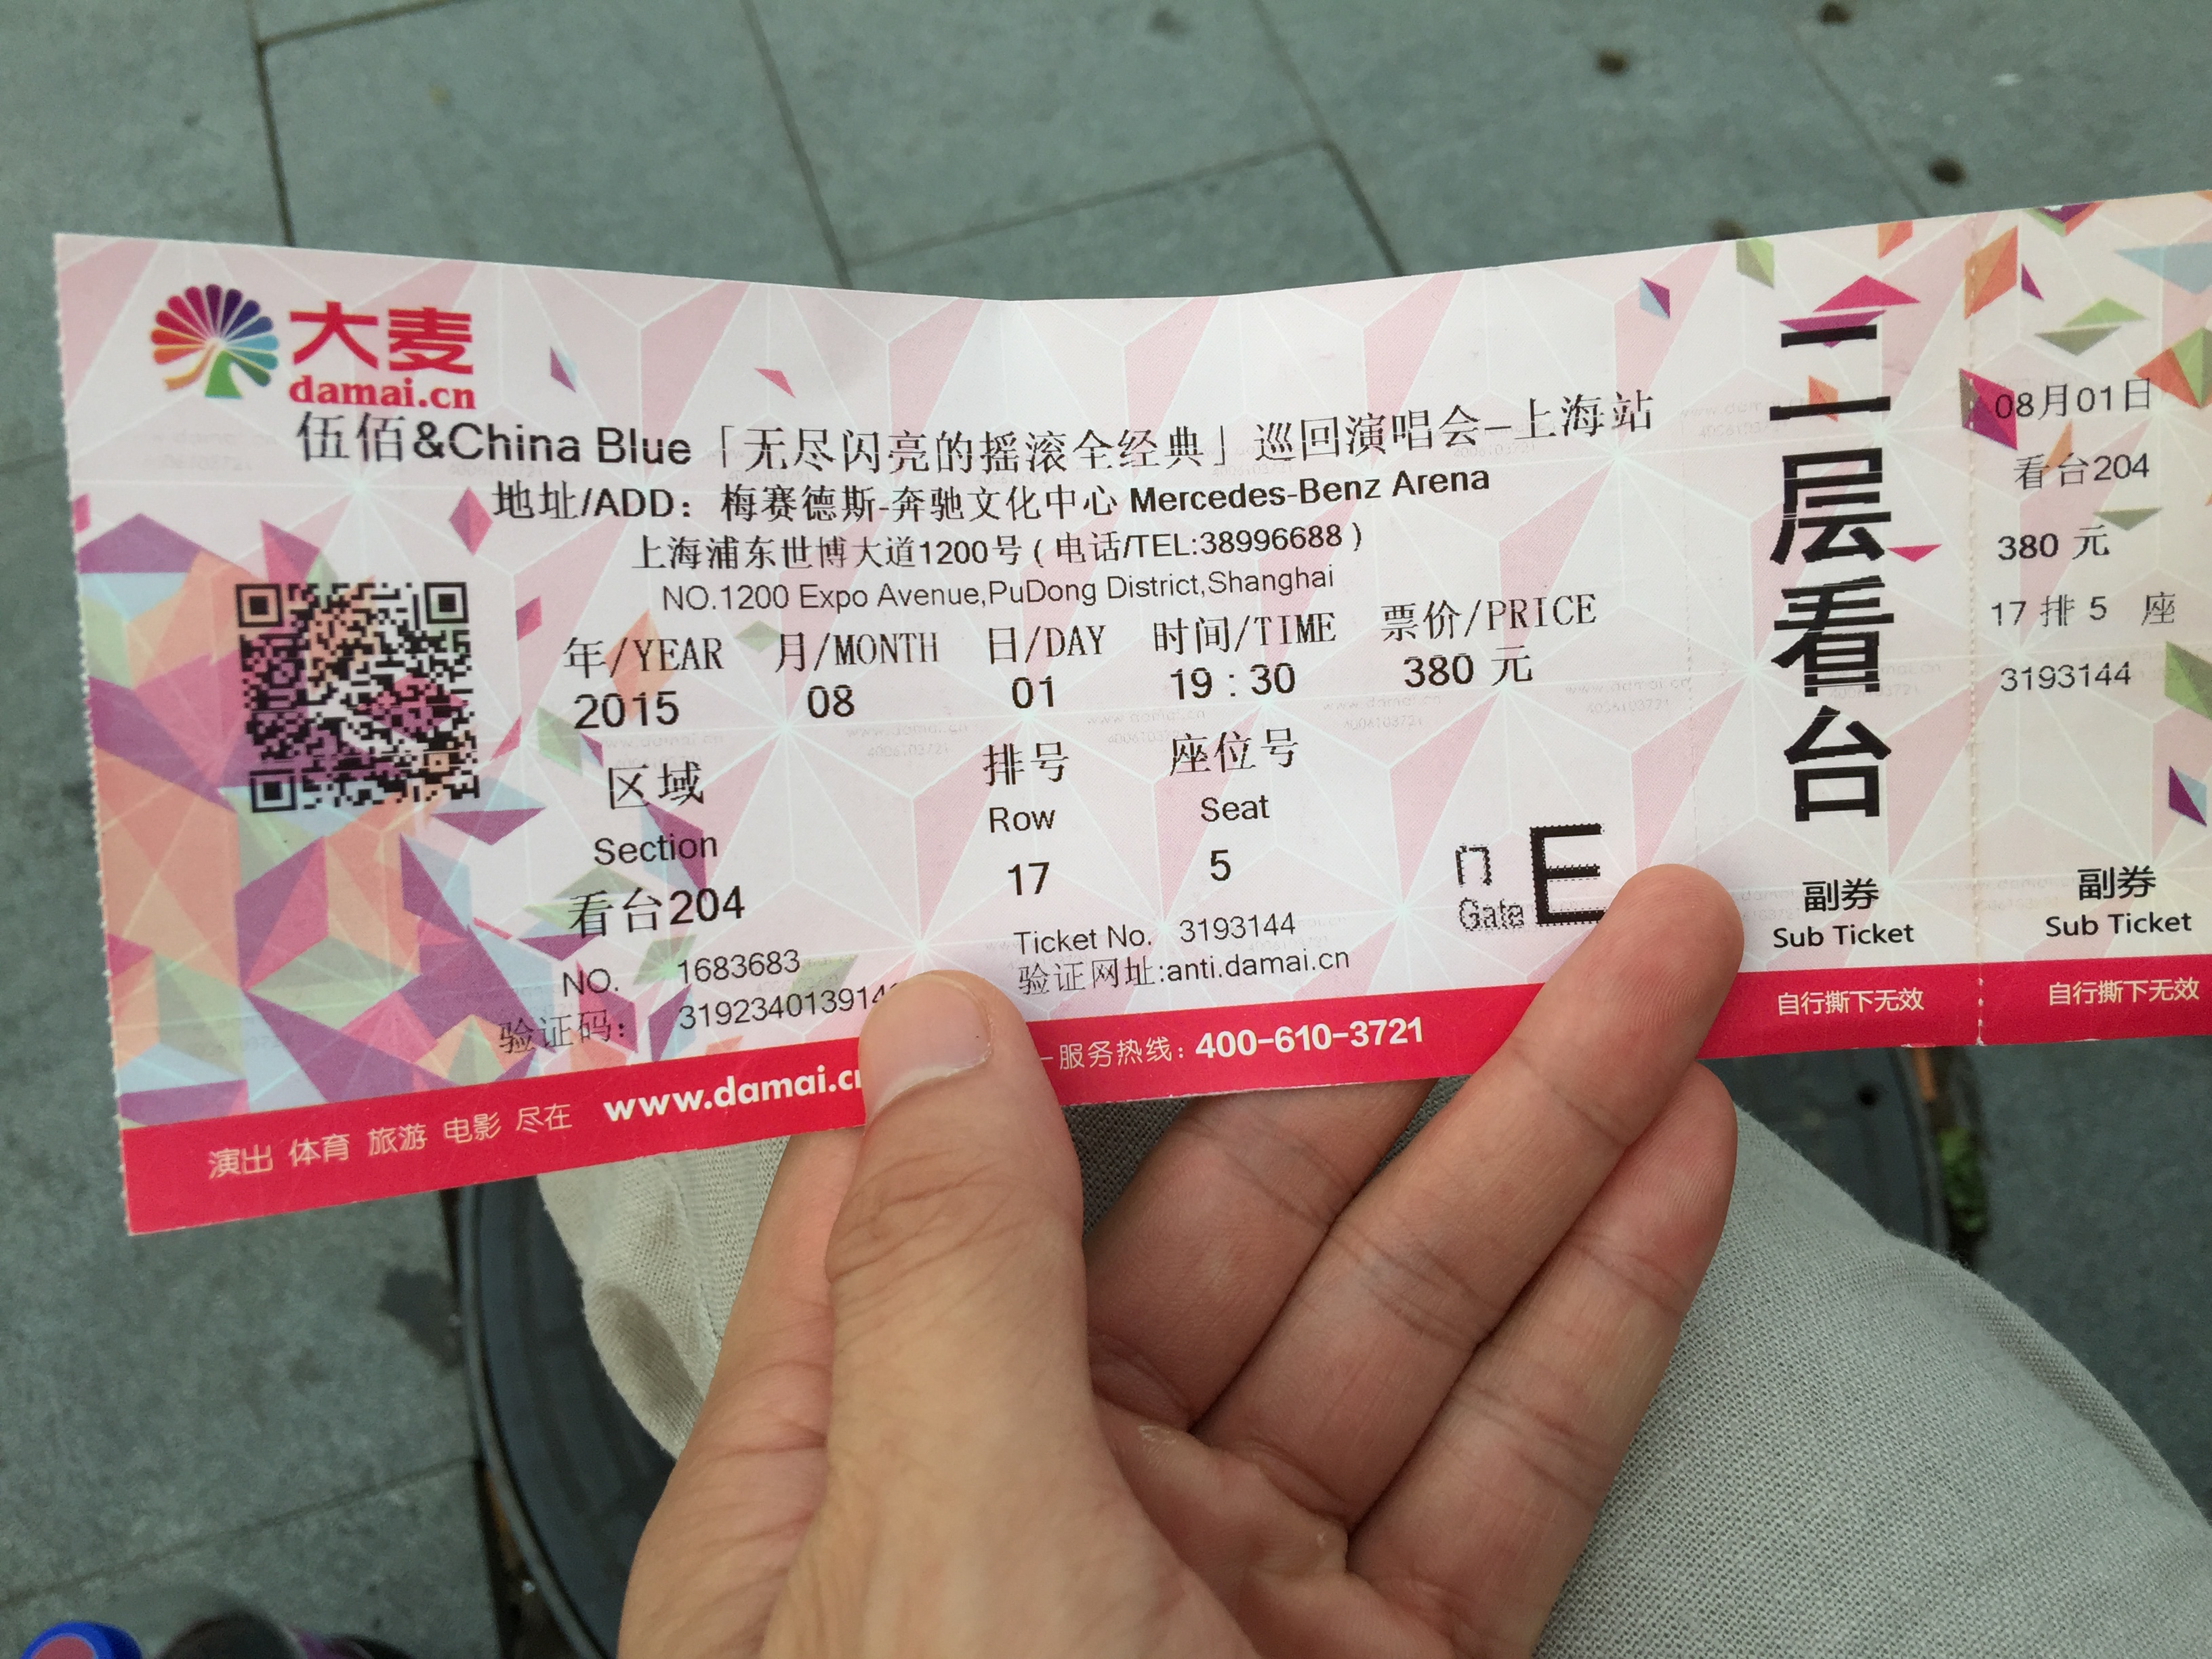 大麦
damai.cn
伍佰&China Blue「无尽闪亮的摇滚全经典」巡回演唱会-上海站
地址/ADD：梅赛德斯-奔驰文化中心 Mercedes-Benz Arena
上海浦东世博大道1200号 ( 电话/TEL:38996688 )
NO.1200 Expo Avenue,PuDong District,Shanghai
年/YEAR 月/MONTH 日/DAY 时间/TIME 票价/PRICE
2015 08 01 19 : 30 380 元
区域 排号 座位号
Section Row Seat
看台204 17 5
Gate E
NO. 1683683 Ticket No. 3193144
验证码： 验证网址:anti.damai.cn
演出 体育 旅游 电影 尽在 服务热线：400-610-3721
二层看台
副券
Sub Ticket
自行撕下无效
08月01日
看台204
380 元
17 排 5 座
3193144
副券
Sub Ticket
自行撕下无效